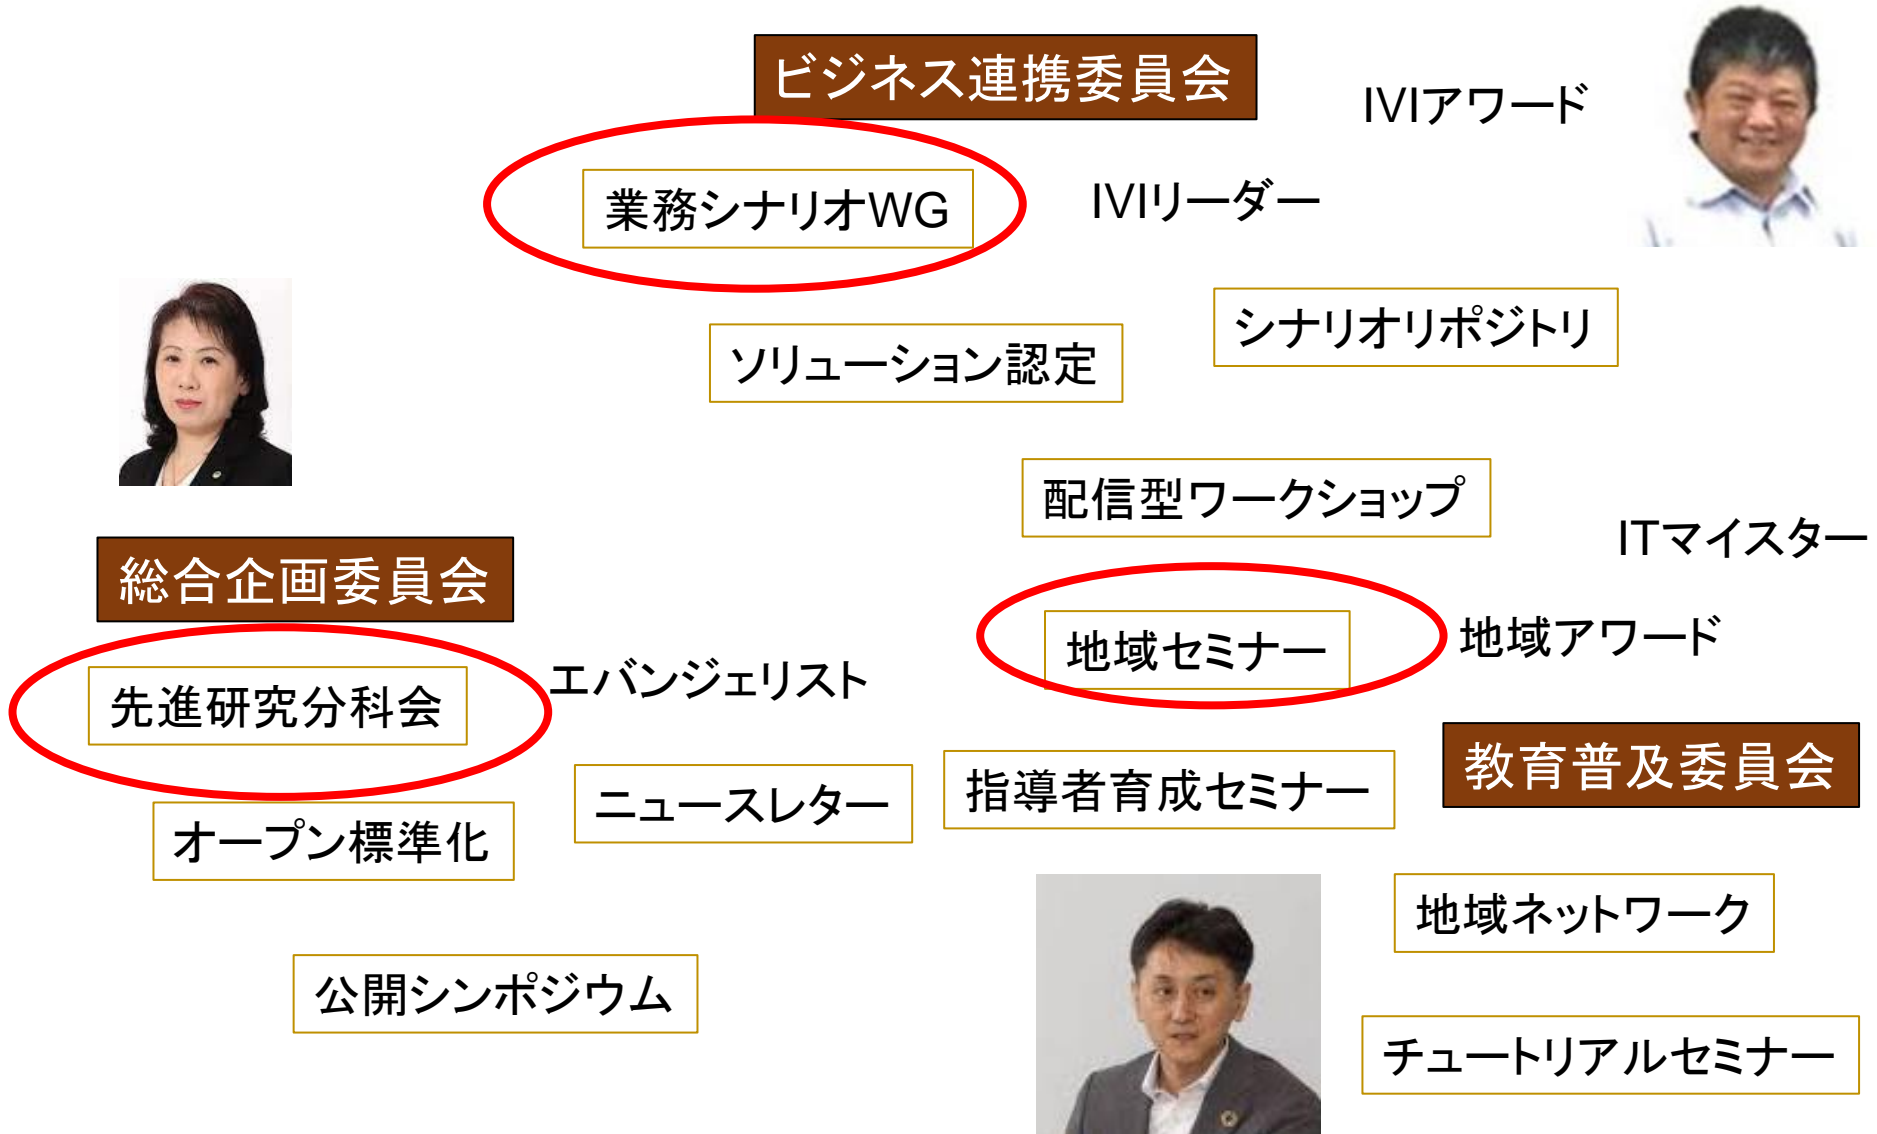 ビジネス連携委員会
IVIアワード
業務シナリオWG
IVIリーダー
シナリオリポジトリ
ソリューション認定
配信型ワークショップ
ITマイスター
総合企画委員会
地域セミナー
地域アワード
エバンジェリスト
先進研究分科会
教育普及委員会
指導者育成セミナー
ニュースレター
オープン標準化
地域ネットワーク
公開シンポジウム
チュートリアルセミナー